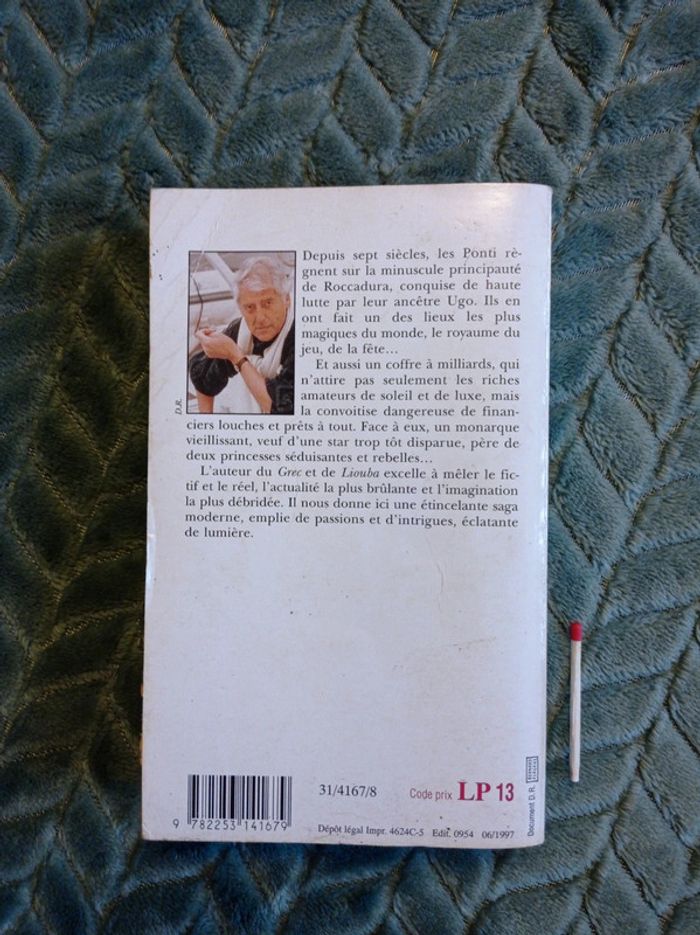 Depuis sept siècles, les Ponti rè-
gnent sur la minuscule principauté
de Roccadura, conquise de haute
lutte par leur ancêtre Ugo. Ils en
ont fait un des lieux les plus
magiques du monde, le royaume du
jeu, de la fête...
Et aussi un coffre à milliards, qui
n'attire pas seulement les riches
amateurs de soleil et de luxe, mais
la convoitise dangereuse de finan-
ciers louches et prêts à tout. Face à eux, un monarque
vieillissant, veuf d'une star trop tôt disparue, père de
deux princesses séduisantes et rebelles...
L'auteur du Grec et de Liouba excelle à mêler le fic-
tif et le réel, l'actualité la plus brûlante et l'imagination
la plus débridée. Il nous donne ici une étincelante saga
moderne, emplie de passions et d'intrigues, éclatante
de lumière.
D.R.
31/4167/8
Code prix LP 13
9 782253 141679
Dépôt légal Impr. 4624C-5 Edit. 0954 06/1997
Document D. R.